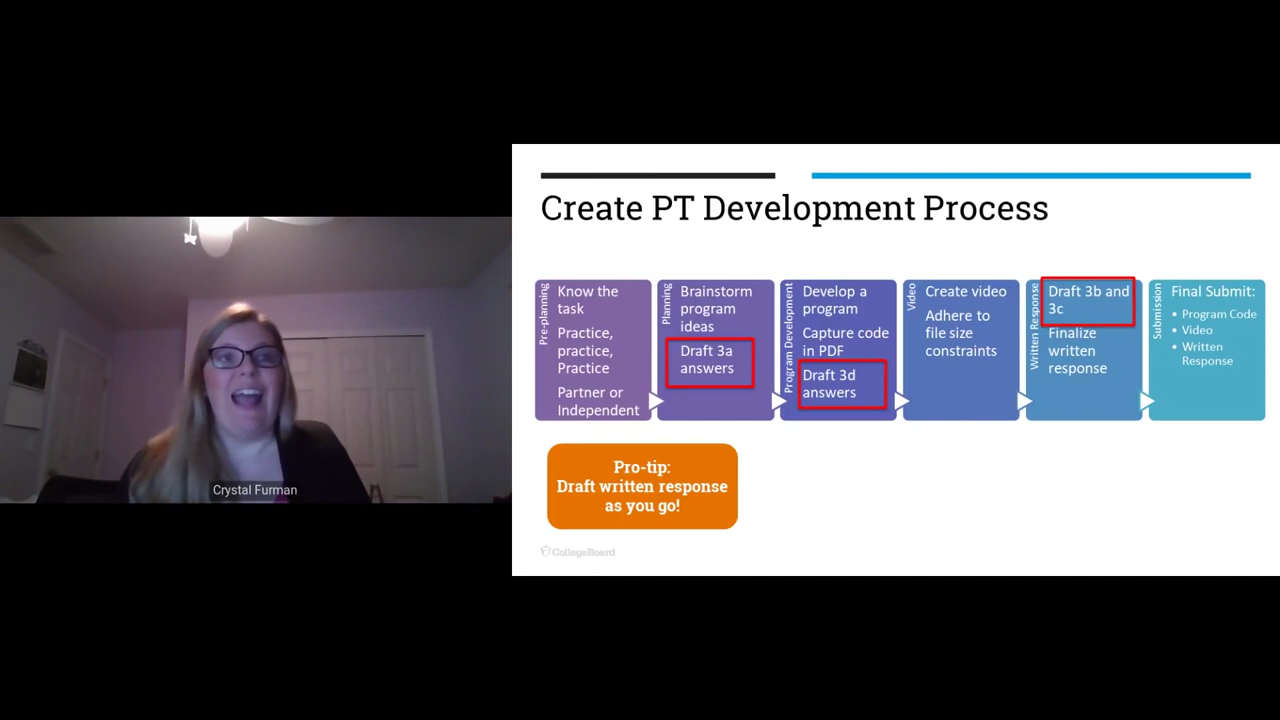 Create PT Development Process
Pre-planning
Know the
task
Practice,
practice,
Practice
Partner or
Independent
Planning
Brainstorm
program
ideas
Draft 3a
answers
Program Development
Develop a
program
Capture code
in PDF
Draft 3d
answers
Video
Create video
Adhere to
file size
constraints
Written Response
Draft 3b and
3c
Finalize
written
response
Submission
Final Submit:
• Program Code
• Video
• Written
Response
Pro-tip:
Draft written response
as you go!
CollegeBoard
Crystal Furman